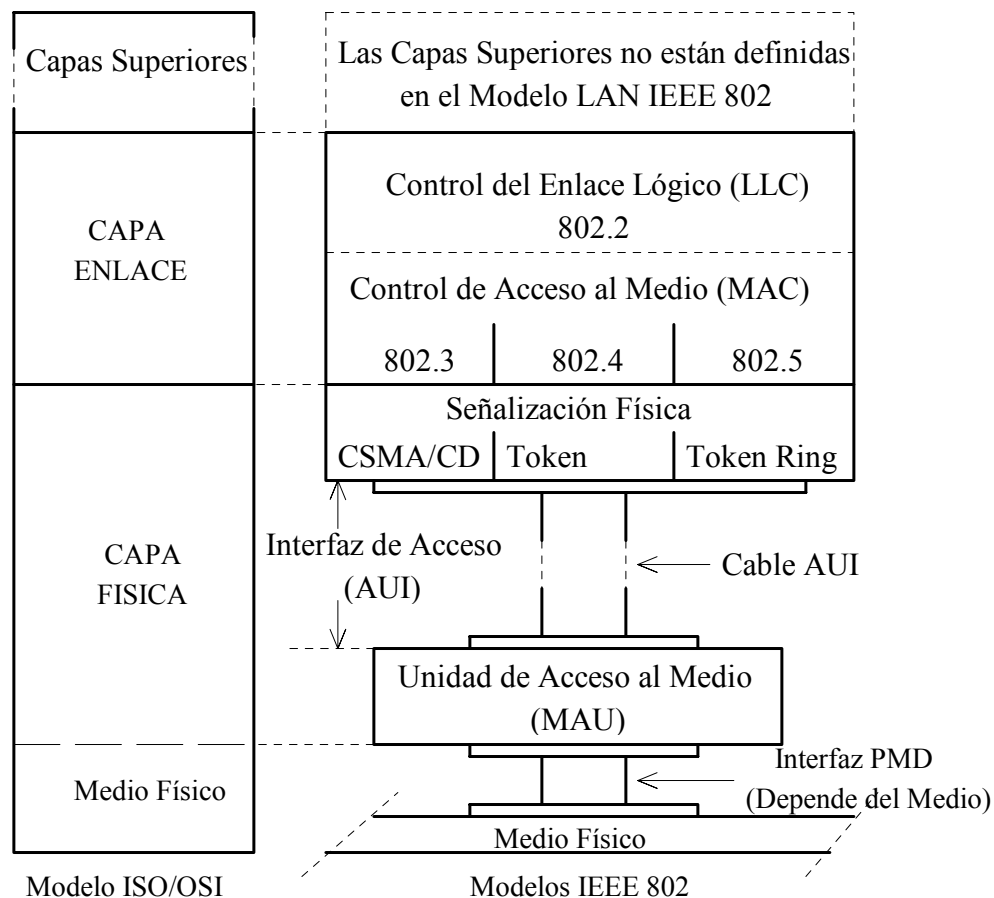 Capas Superiores
Las Capas Superiores no están definidas
en el Modelo LAN IEEE 802
CAPA
ENLACE
Control del Enlace Lógico (LLC)
802.2
Control de Acceso al Medio (MAC)
802.3 802.4 802.5
Señalización Física
CSMA/CD Token Token Ring
CAPA
FISICA
Interfaz de Acceso
(AUI)
Cable AUI
Unidad de Acceso al Medio
(MAU)
Medio Físico
Interfaz PMD
(Depende del Medio)
Medio Físico
Modelo ISO/OSI
Modelos IEEE 802